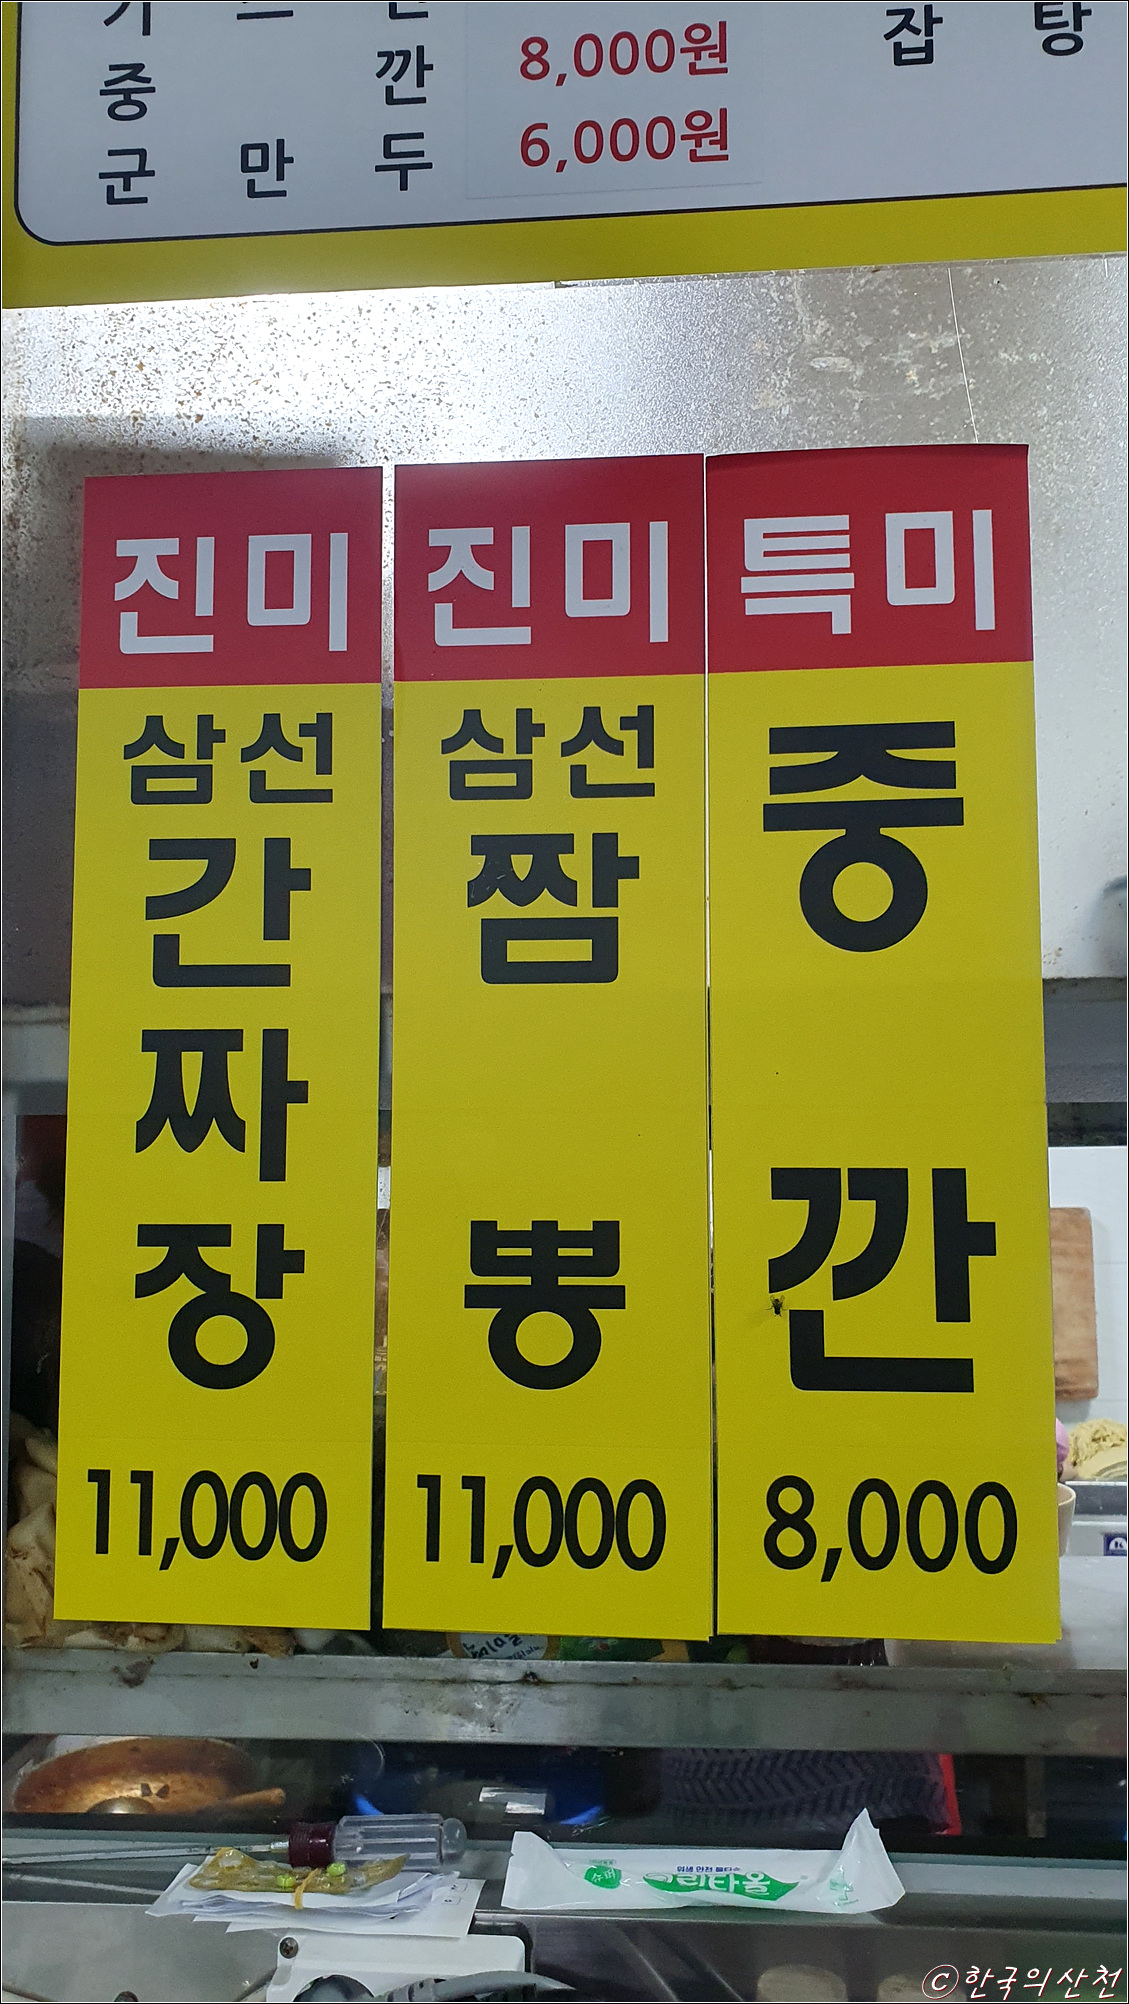 중 깐 8,000원 잡 탕
군 만 두 6,000원
진미
삼선
간
짜
장
11,000
진미
삼선
짬
뽕
11,000
특미
중
깐
8,000
ⓒ한국의산천